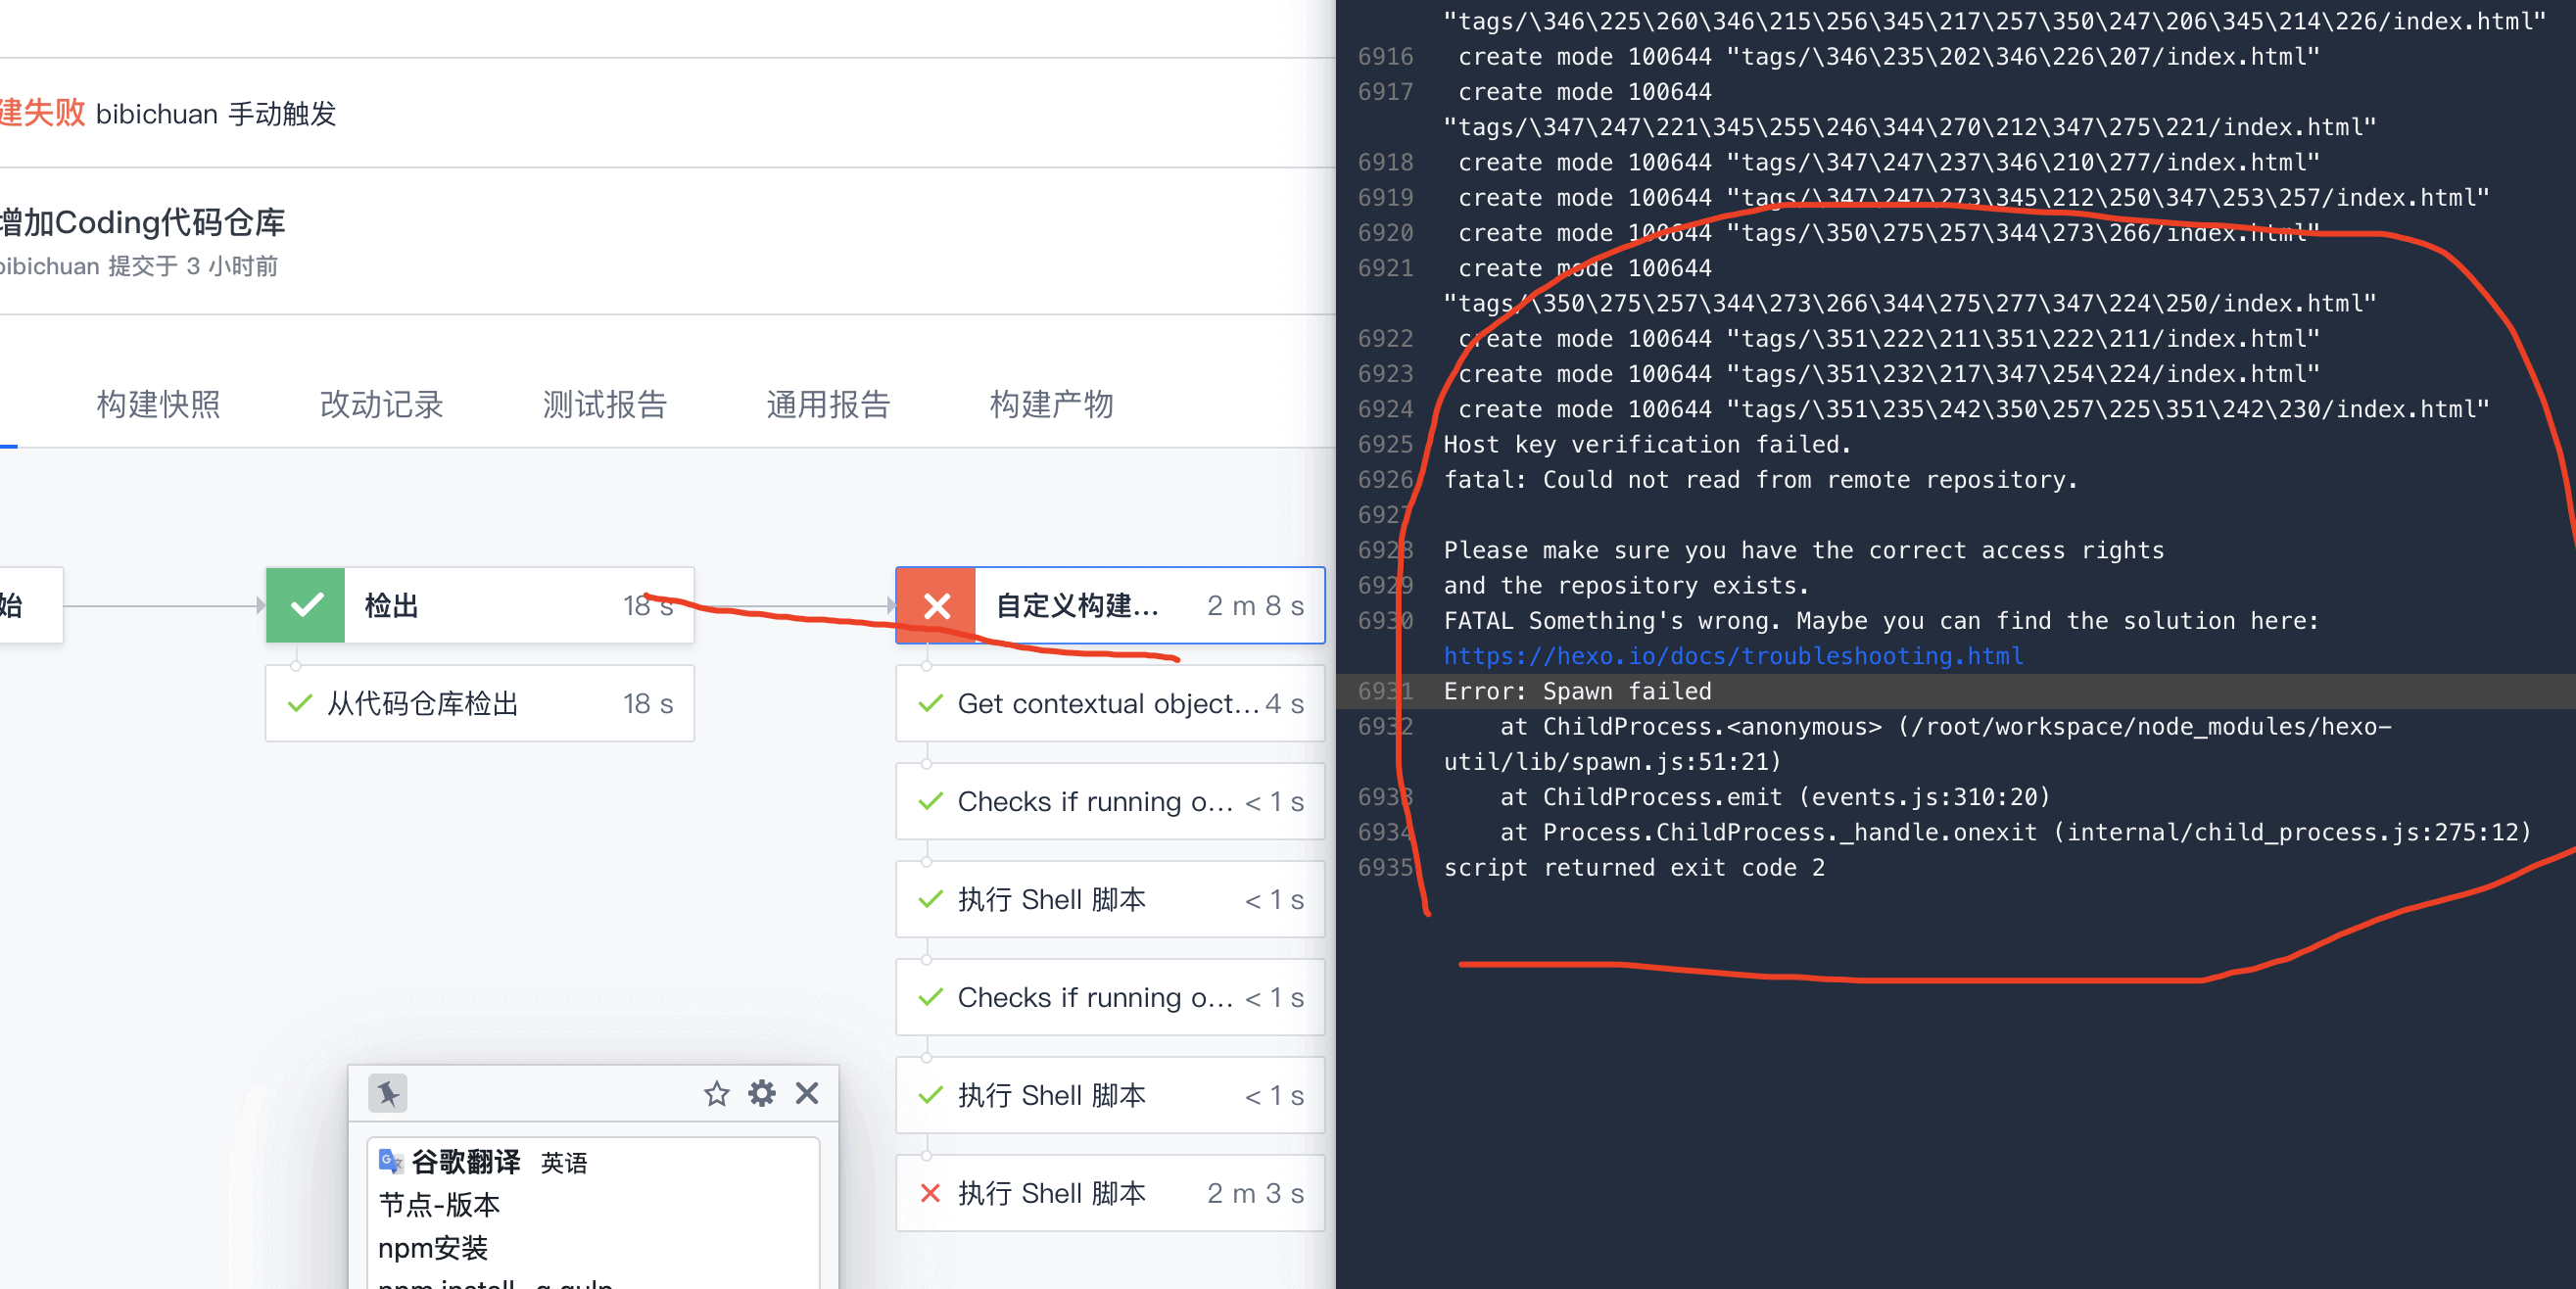 建失败 bibichuan 手动触发
增加Coding代码仓库
bibichuan 提交于 3 小时前
构建快照 改动记录 测试报告 通用报告 构建产物
始
检出 18 s
从代码仓库检出 18 s
自定义构建... 2 m 8 s
Get contextual object... 4 s
Checks if running o... < 1 s
执行 Shell 脚本 < 1 s
Checks if running o... < 1 s
执行 Shell 脚本 < 1 s
执行 Shell 脚本 2 m 3 s
谷歌翻译 英语
节点-版本
npm安装
npm install -g gulp
"tags/\346\225\260\346\215\256\345\217\257\350\247\206\345\214\226/index.html"
6916 create mode 100644 "tags/\346\235\202\346\226\207/index.html"
6917 create mode 100644
"tags/\347\247\221\345\255\246\344\270\212\347\275\221/index.html"
6918 create mode 100644 "tags/\347\247\237\346\210\277/index.html"
6919 create mode 100644 "tags/\347\247\273\345\212\250\347\253\257/index.html"
6920 create mode 100644 "tags/\350\275\257\344\273\266/index.html"
6921 create mode 100644
"tags/\350\275\257\344\273\266\344\275\277\347\224\250/index.html"
6922 create mode 100644 "tags/\351\222\211\351\222\211/index.html"
6923 create mode 100644 "tags/\351\232\217\347\254\224/index.html"
6924 create mode 100644 "tags/\351\235\242\350\257\225\351\242\230/index.html"
6925 Host key verification failed.
6926 fatal: Could not read from remote repository.
6927
6928 Please make sure you have the correct access rights
6929 and the repository exists.
6930 FATAL Something's wrong. Maybe you can find the solution here:
https://hexo.io/docs/troubleshooting.html
6931 Error: Spawn failed
6932 at ChildProcess.<anonymous> (/root/workspace/node_modules/hexo-
util/lib/spawn.js:51:21)
6933 at ChildProcess.emit (events.js:310:20)
6934 at Process.ChildProcess._handle.onexit (internal/child_process.js:275:12)
6935 script returned exit code 2